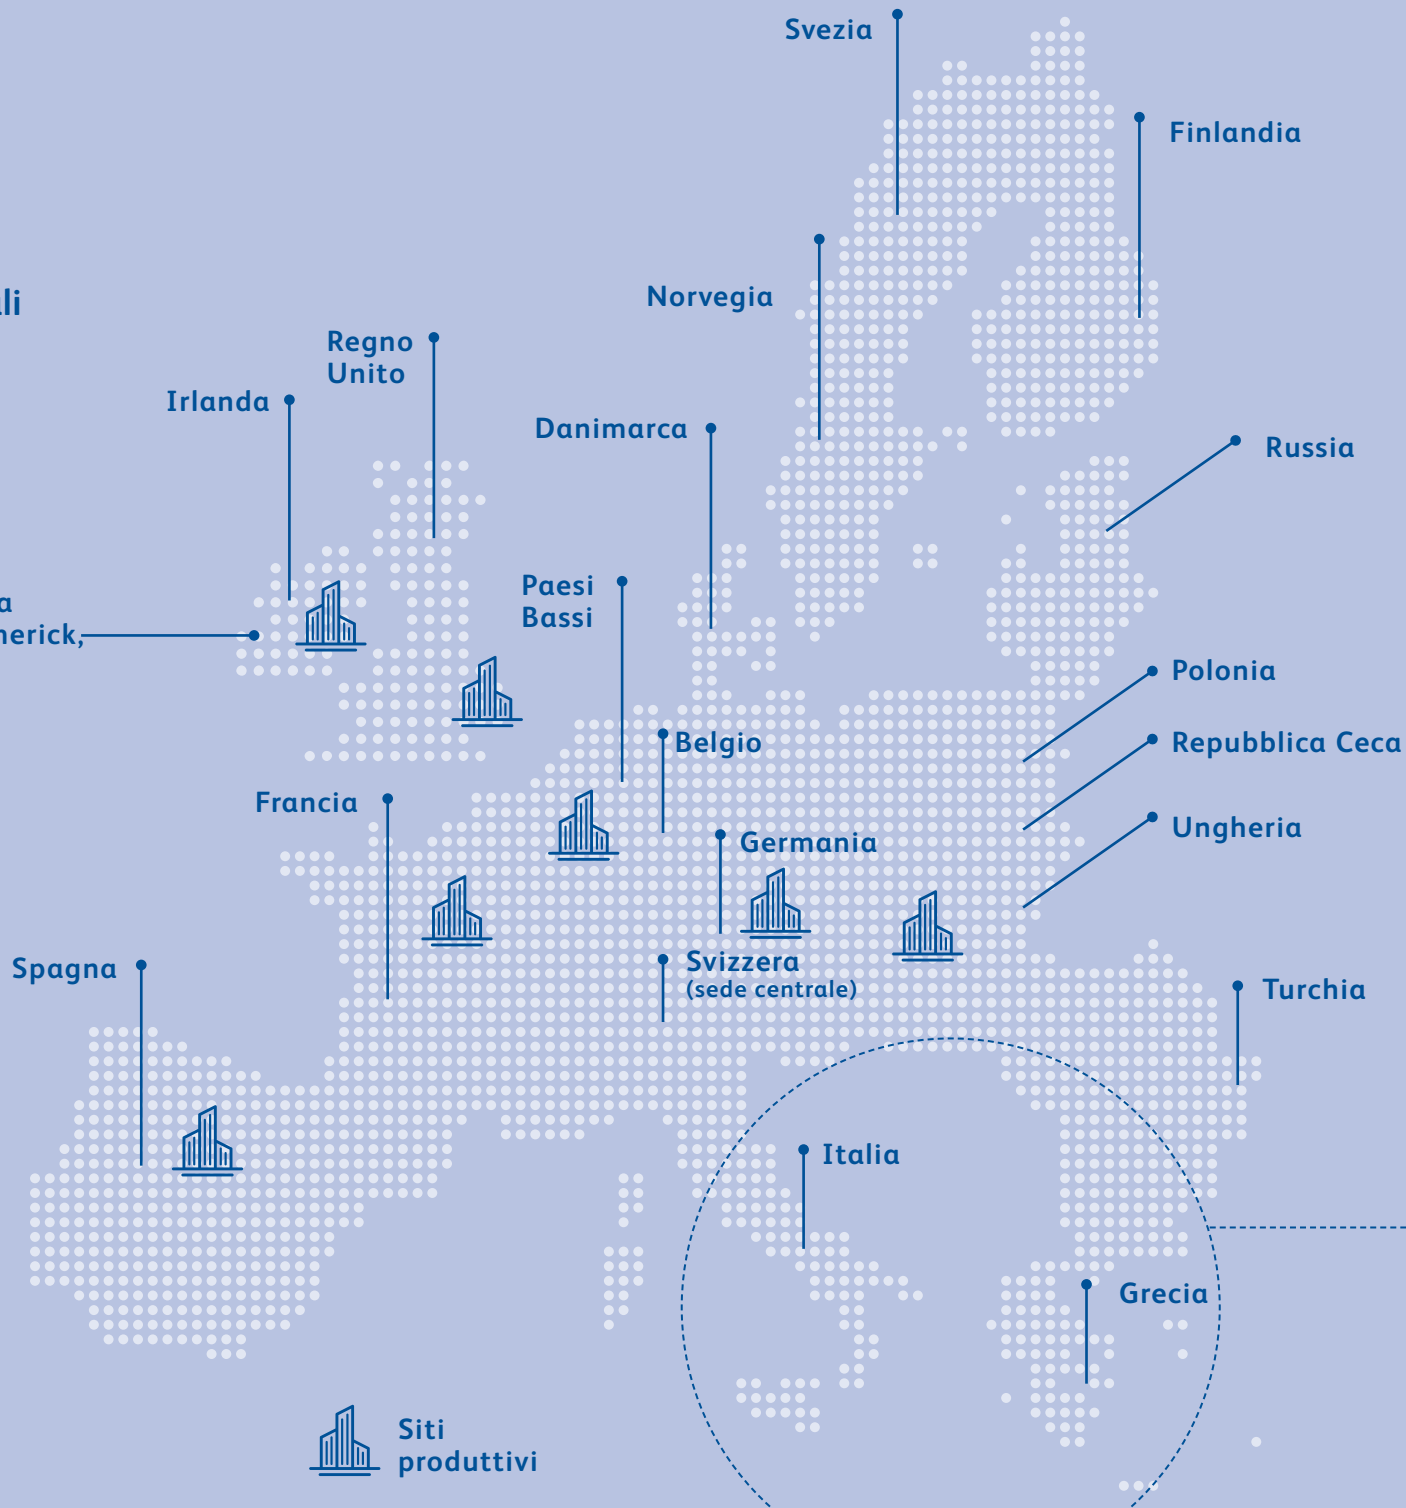 Svezia
Finlandia
Norvegia
Regno
Unito
Irlanda
Danimarca
Russia
Paesi
Bassi
Polonia
Belgio
Repubblica Ceca
Francia
Germania
Ungheria
Spagna
Svizzera
(sede centrale)
Turchia
Italia
Grecia
Siti
produttivi